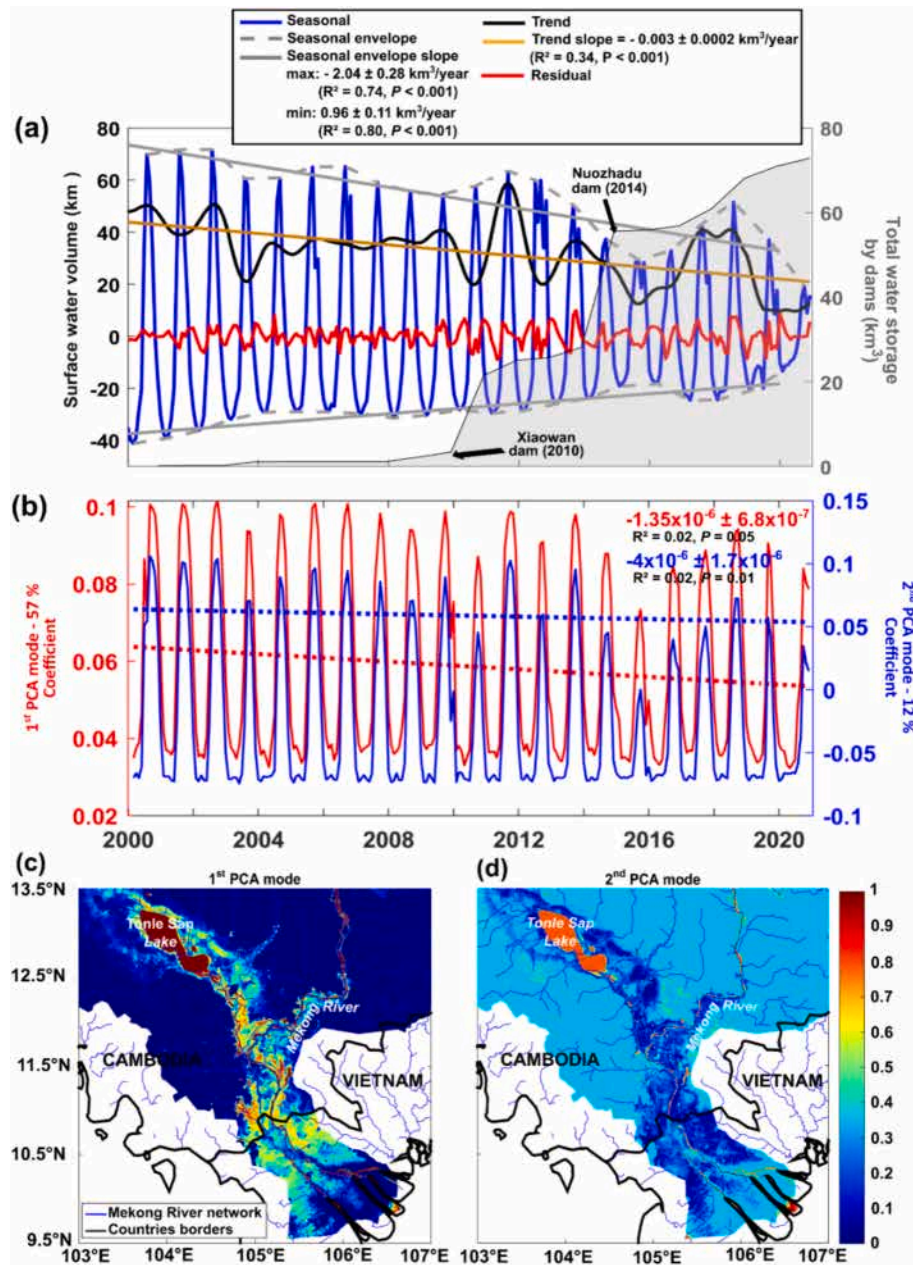 Seasonal
Seasonal envelope
Seasonal envelope slope
max: - 2.04 ± 0.28 km³/year
(R² = 0.74, P < 0.001)
min: 0.96 ± 0.11 km³/year
(R² = 0.80, P < 0.001)
Trend
Trend slope = - 0.003 ± 0.0002 km³/year
(R² = 0.34, P < 0.001)
Residual
(a)
Surface water volume (km)
80
60
40
20
0
-20
-40
Nuozhadu
dam (2014)
Xiaowan
dam (2010)
80
60
40
20
0
Total water storage
by dams (km³)
(b)
1st PCA mode - 57 %
Coefficient
0.1
0.08
0.06
0.04
0.02
-1.35x10⁻⁶ ± 6.8x10⁻⁷
R² = 0.02, P = 0.05
-4x10⁻⁶ ± 1.7x10⁻⁶
R² = 0.02, P = 0.01
0.15
0.1
0.05
0
-0.05
-0.1
2nd PCA mode - 12 %
Coefficient
2000 2004 2008 2012 2016 2020
(c)
1st PCA mode
13.5°N
12.5°N
11.5°N
10.5°N
9.5°N
Tonle Sap
Lake
Mekong River
CAMBODIA
VIETNAM
Mekong River network
Countries borders
103°E 104°E 105°E 106°E 107°E
(d)
2nd PCA mode
Tonle Sap
Lake
Mekong River
CAMBODIA
VIETNAM
103°E 104°E 105°E 106°E 107°E
1
0.9
0.8
0.7
0.6
0.5
0.4
0.3
0.2
0.1
0